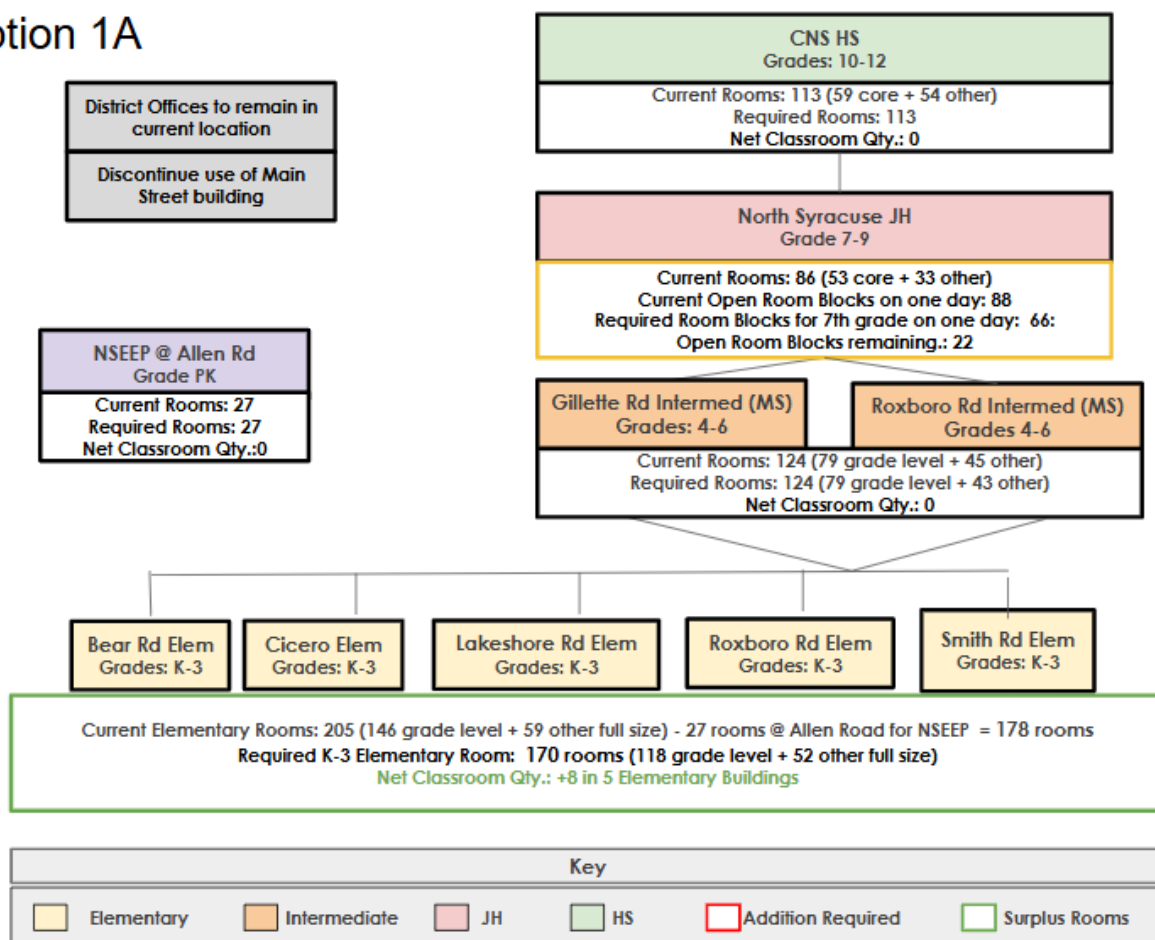 ption 1A
District Offices to remain in
current location
Discontinue use of Main
Street building
CNS HS
Grades: 10-12
Current Rooms: 113 (59 core + 54 other)
Required Rooms: 113
Net Classroom Qty.: 0
North Syracuse JH
Grade 7-9
Current Rooms: 86 (53 core + 33 other)
Current Open Room Blocks on one day: 88
Required Room Blocks for 7th grade on one day: 66:
Open Room Blocks remaining.: 22
NSEEP @ Allen Rd
Grade PK
Current Rooms: 27
Required Rooms: 27
Net Classroom Qty.:0
Gillette Rd Intermed (MS)
Grades: 4-6
Roxboro Rd Intermed (MS)
Grades 4-6
Current Rooms: 124 (79 grade level + 45 other)
Required Rooms: 124 (79 grade level + 43 other)
Net Classroom Qty.: 0
Bear Rd Elem
Grades: K-3
Cicero Elem
Grades: K-3
Lakeshore Rd Elem
Grades: K-3
Roxboro Rd Elem
Grades: K-3
Smith Rd Elem
Grades: K-3
Current Elementary Rooms: 205 (146 grade level + 59 other full size) - 27 rooms @ Allen Road for NSEEP = 178 rooms
Required K-3 Elementary Room: 170 rooms (118 grade level + 52 other full size)
Net Classroom Qty.: +8 in 5 Elementary Buildings
Key
Elementary
Intermediate
JH
HS
Addition Required
Surplus Rooms